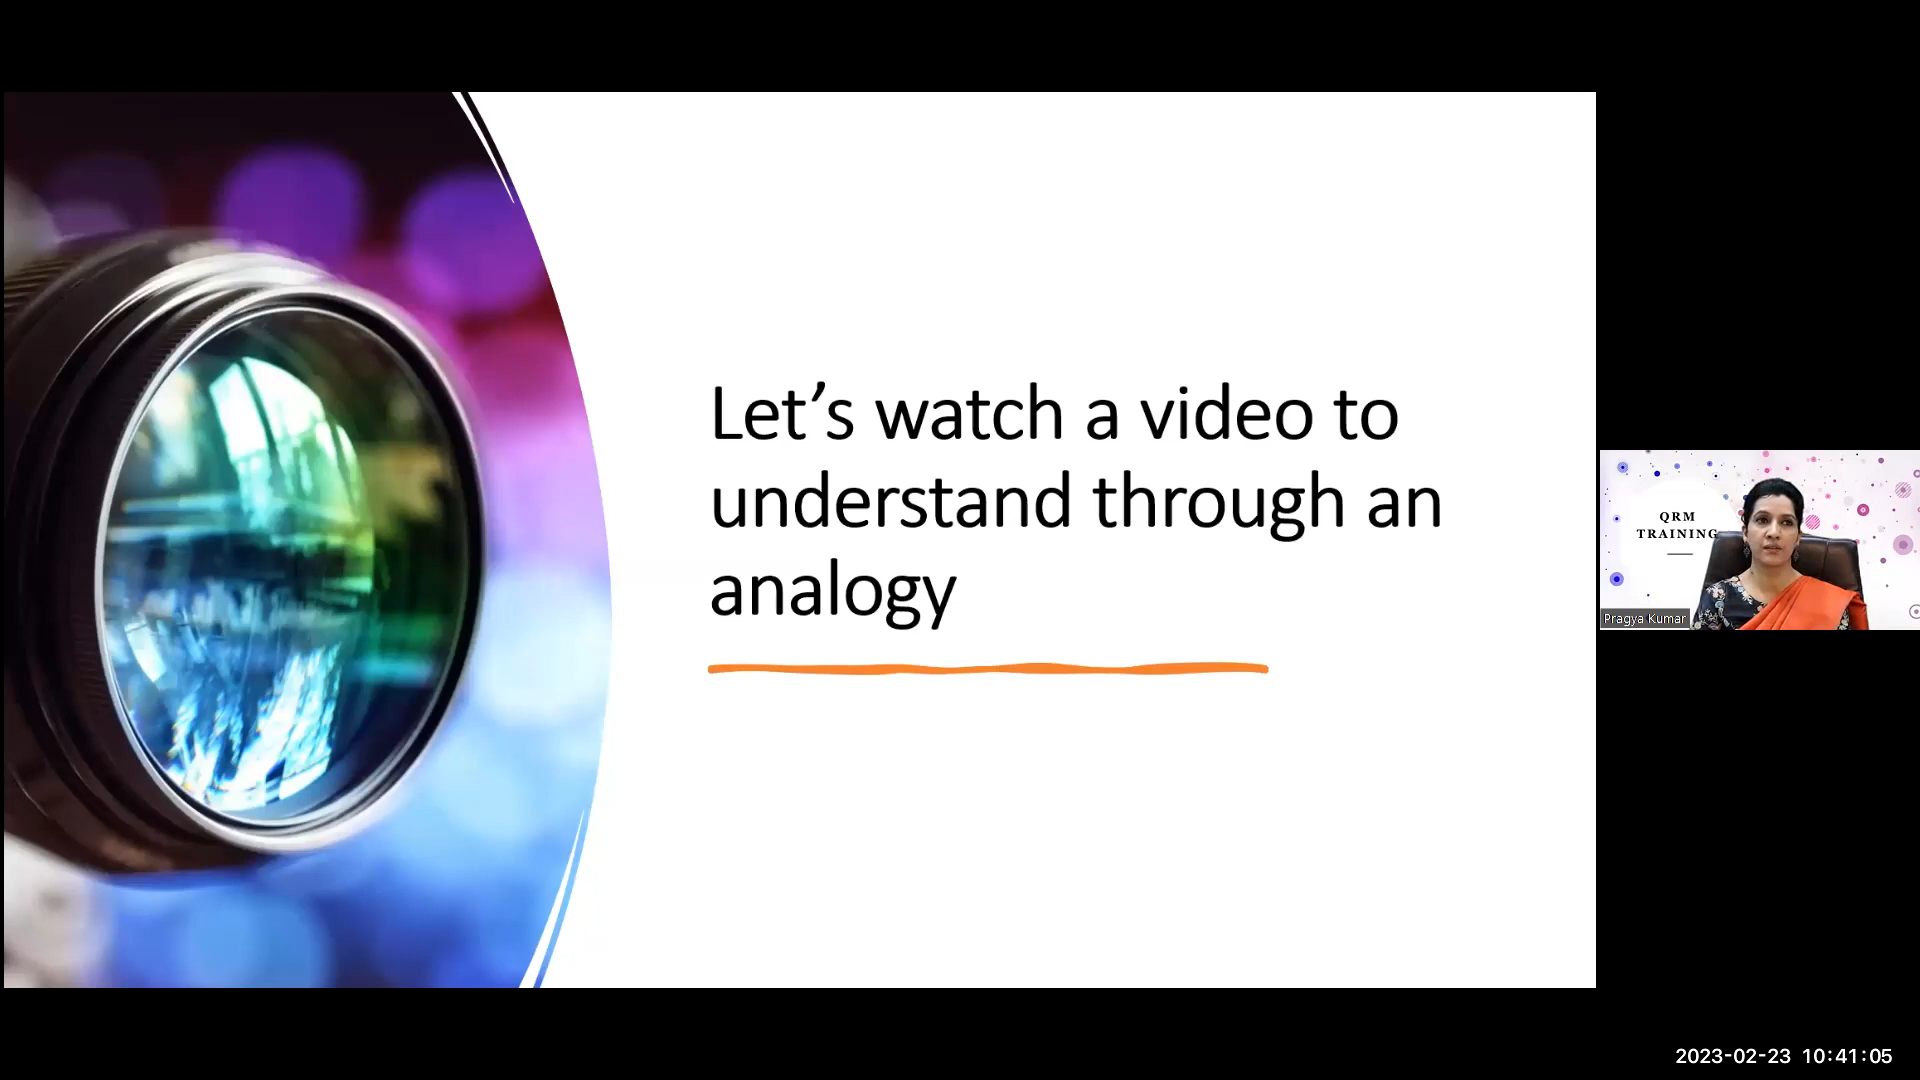 Let’s watch a video to
understand through an
analogy
QRM
TRAINING
Pragya Kumar
2023-02-23 10:41:05